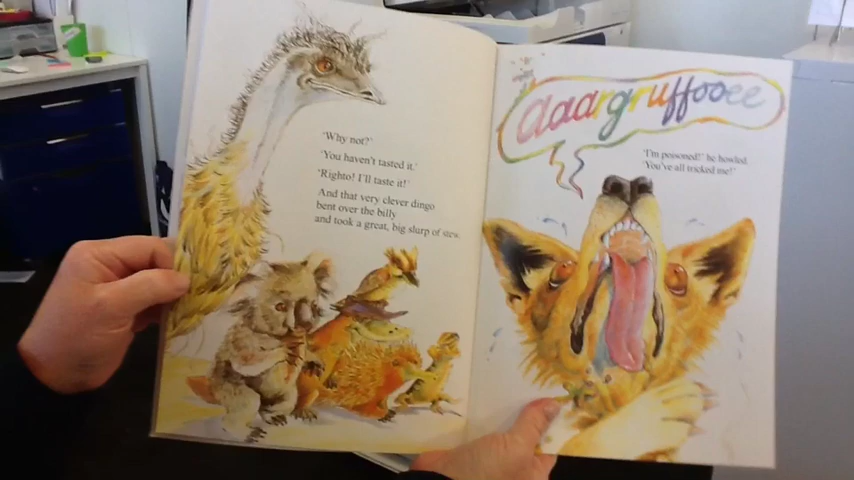 'Why not?'
'You haven't tasted it.'
'Righto! I'll taste it!'
And that very clever dingo
bent over the billy
and took a great, big slurp of stew.
aaargruffooee
'I'm poisoned!' he howled.
'You've all tricked me!'